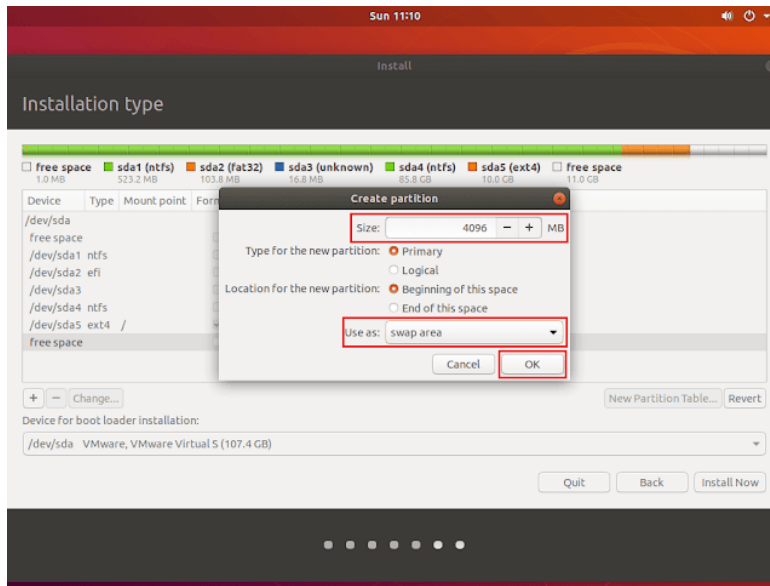 Sun 11:10
Install
Installation type
free space sda1 (ntfs) sda2 (fat32) sda3 (unknown) sda4 (ntfs) sda5 (ext4) free space
1.0 MB 523.2 MB 103.8 MB 16.8 MB 85.8 GB 10.0 GB 11.0 GB
Device Type Mount point Form
/dev/sda
free space
/dev/sda1 ntfs
/dev/sda2 efi
/dev/sda3
/dev/sda4 ntfs
/dev/sda5 ext4 /
free space
Create partition
Size: 4096 - + MB
Type for the new partition: Primary
Logical
Location for the new partition: Beginning of this space
End of this space
Use as: swap area
Cancel OK
+ - Change... New Partition Table... Revert
Device for boot loader installation:
/dev/sda VMware, VMware Virtual S (107.4 GB)
Quit Back Install Now